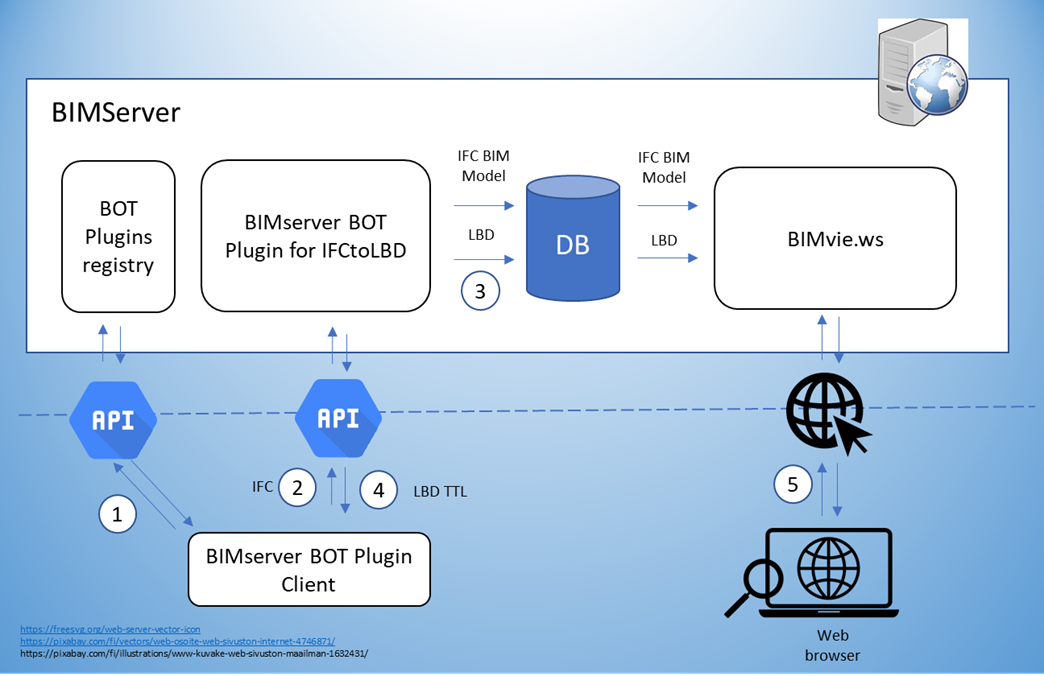 BIMServer
BOT
Plugins
registry
BIMserver BOT
Plugin for IFCtoLBD
IFC BIM
Model
LBD
3
DB
IFC BIM
Model
LBD
BIMvie.ws
API
API
1
IFC
2
4
LBD TTL
5
BIMserver BOT Plugin
Client
Web
browser
https://freesvg.org/web-server-vector-icon
https://pixabay.com/fi/vectors/web-osoite-web-sivuston-internet-4746871/
https://pixabay.com/fi/illustrations/www-kuvake-web-sivuston-maailman-1632431/